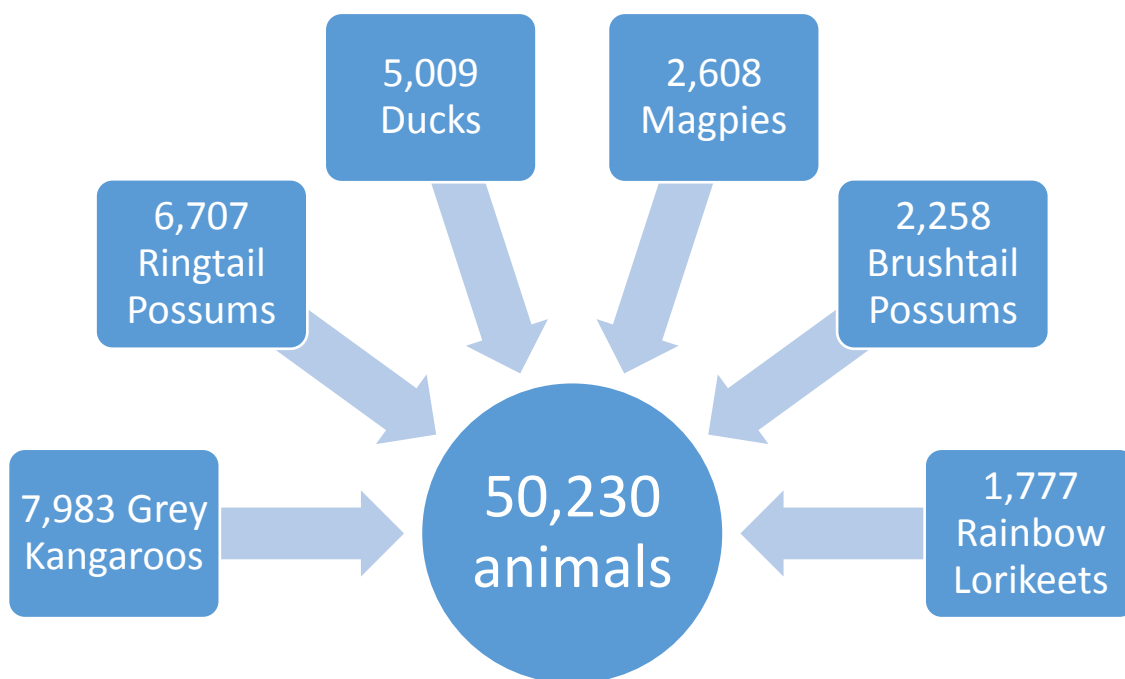 5,009
Ducks
2,608
Magpies
6,707
Ringtail
Possums
2,258
Brushtail
Possums
7,983 Grey
Kangaroos
50,230
animals
1,777
Rainbow
Lorikeets